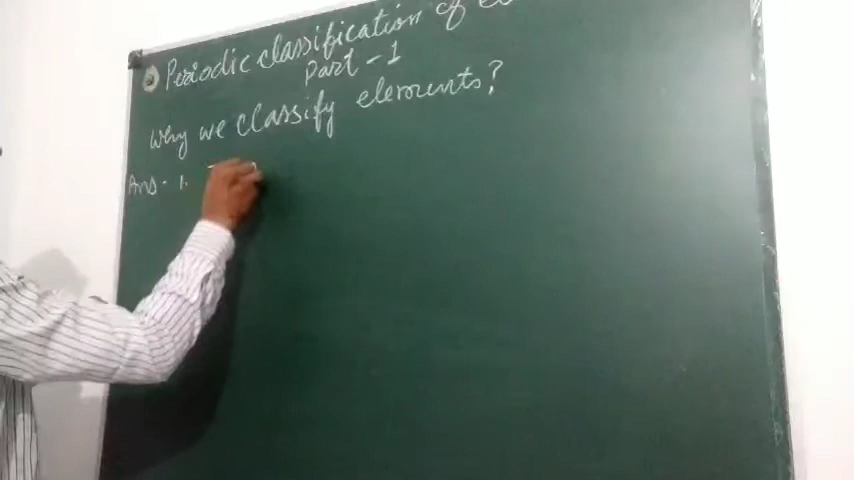 Periodic classification of
Part - 1
Why we classify elements?
Ans - 1.